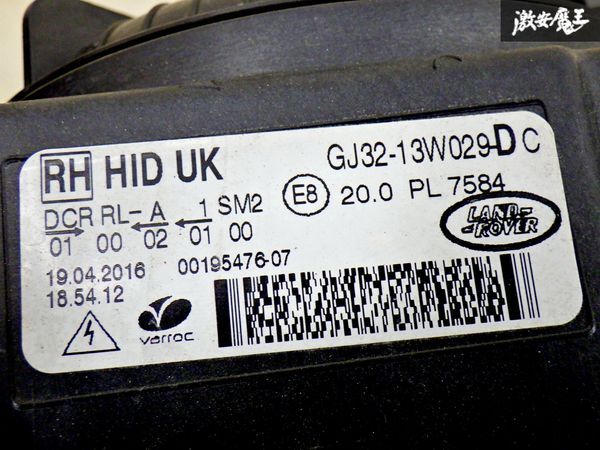 激安魔王
RH HID UK
GJ32-13W029-D C
DCR RL-A 1 SM2
01 00 02 01 00
E8 20.0 PL 7584
LAND-
-ROVER
19.04.2016 00195476-07
18.54.12
varroc